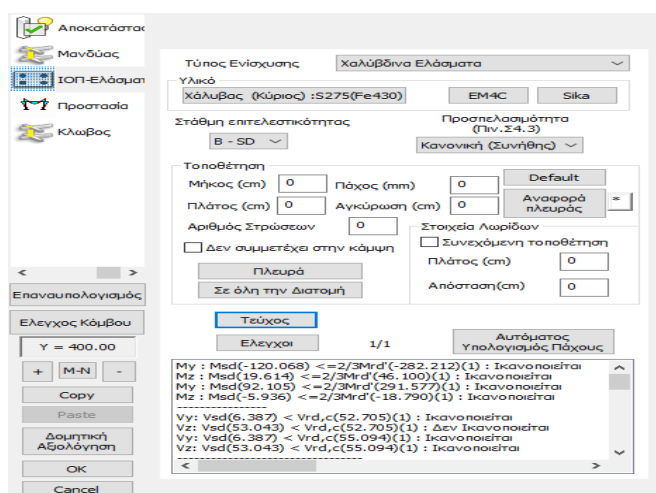 Αποκατάστας
Μανδύας
ΙΟΠ-Ελάσματ
Προστασία
Κλωβος
Επαναυπολογισμός
Ελεγχος Κόμβου
Y = 400.00
+ M-N -
Copy
Paste
Δομητική
Αξιολόγηση
OK
Cancel
Τύπος Ενίσχυσης Χαλύβδινα Ελάσματα
Υλικό
Χάλυβας (Κύριος) :S275(Fe430) EM4C Sika
Στάθμη επιτελεστικότητας Προσπελασιμότητα
(Πιν.Σ4.3)
B - SD Κανονική (Συνήθης)
Τοποθέτηση
Μήκος (cm) 0 Πάχος (mm) 0 Default
Πλάτος (cm) 0 Αγκύρωση (cm) 0 Αναφορά
πλευράς *
Αριθμός Στρώσεων 0 Στοιχεία Λωρίδων
Δεν συμμετέχει στην κάμψη Συνεχόμενη τοποθέτηση
Πλευρά Πλάτος (cm) 0
Σε όλη την Διατομή Απόσταση(cm) 0
Τεύχος
Ελεγχοι 1/1 Αυτόματος
Υπολογισμός Πάχους
My : Msd(-120.068) <=2/3Mrd'(-282.212)(1) : Ικανοποιείται
Mz : Msd(19.614) <=2/3Mrd'(46.100)(1) : Ικανοποιείται
My : Msd(92.105) <=2/3Mrd'(291.577)(1) : Ικανοποιείται
Mz : Msd(-5.936) <=2/3Mrd'(-18.790)(1) : Ικανοποιείται
----------------
Vy: Vsd(6.387) < Vrd,c(52.705)(1) : Ικανοποιείται
Vz: Vsd(53.043) < Vrd,c(52.705)(1) : Δεν Ικανοποιείται
Vy: Vsd(6.387) < Vrd,c(55.094)(1) : Ικανοποιείται
Vz: Vsd(53.043) < Vrd,c(55.094)(1) : Ικανοποιείται